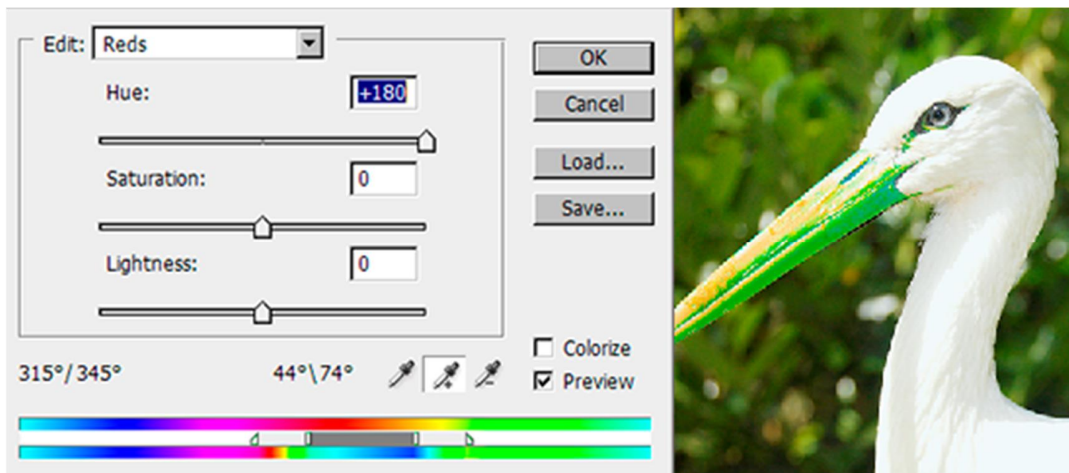 Edit: Reds
OK
Hue: +180
Cancel
Saturation: 0
Load...
Save...
Lightness: 0
Colorize
315°/345° 44°\74° Preview